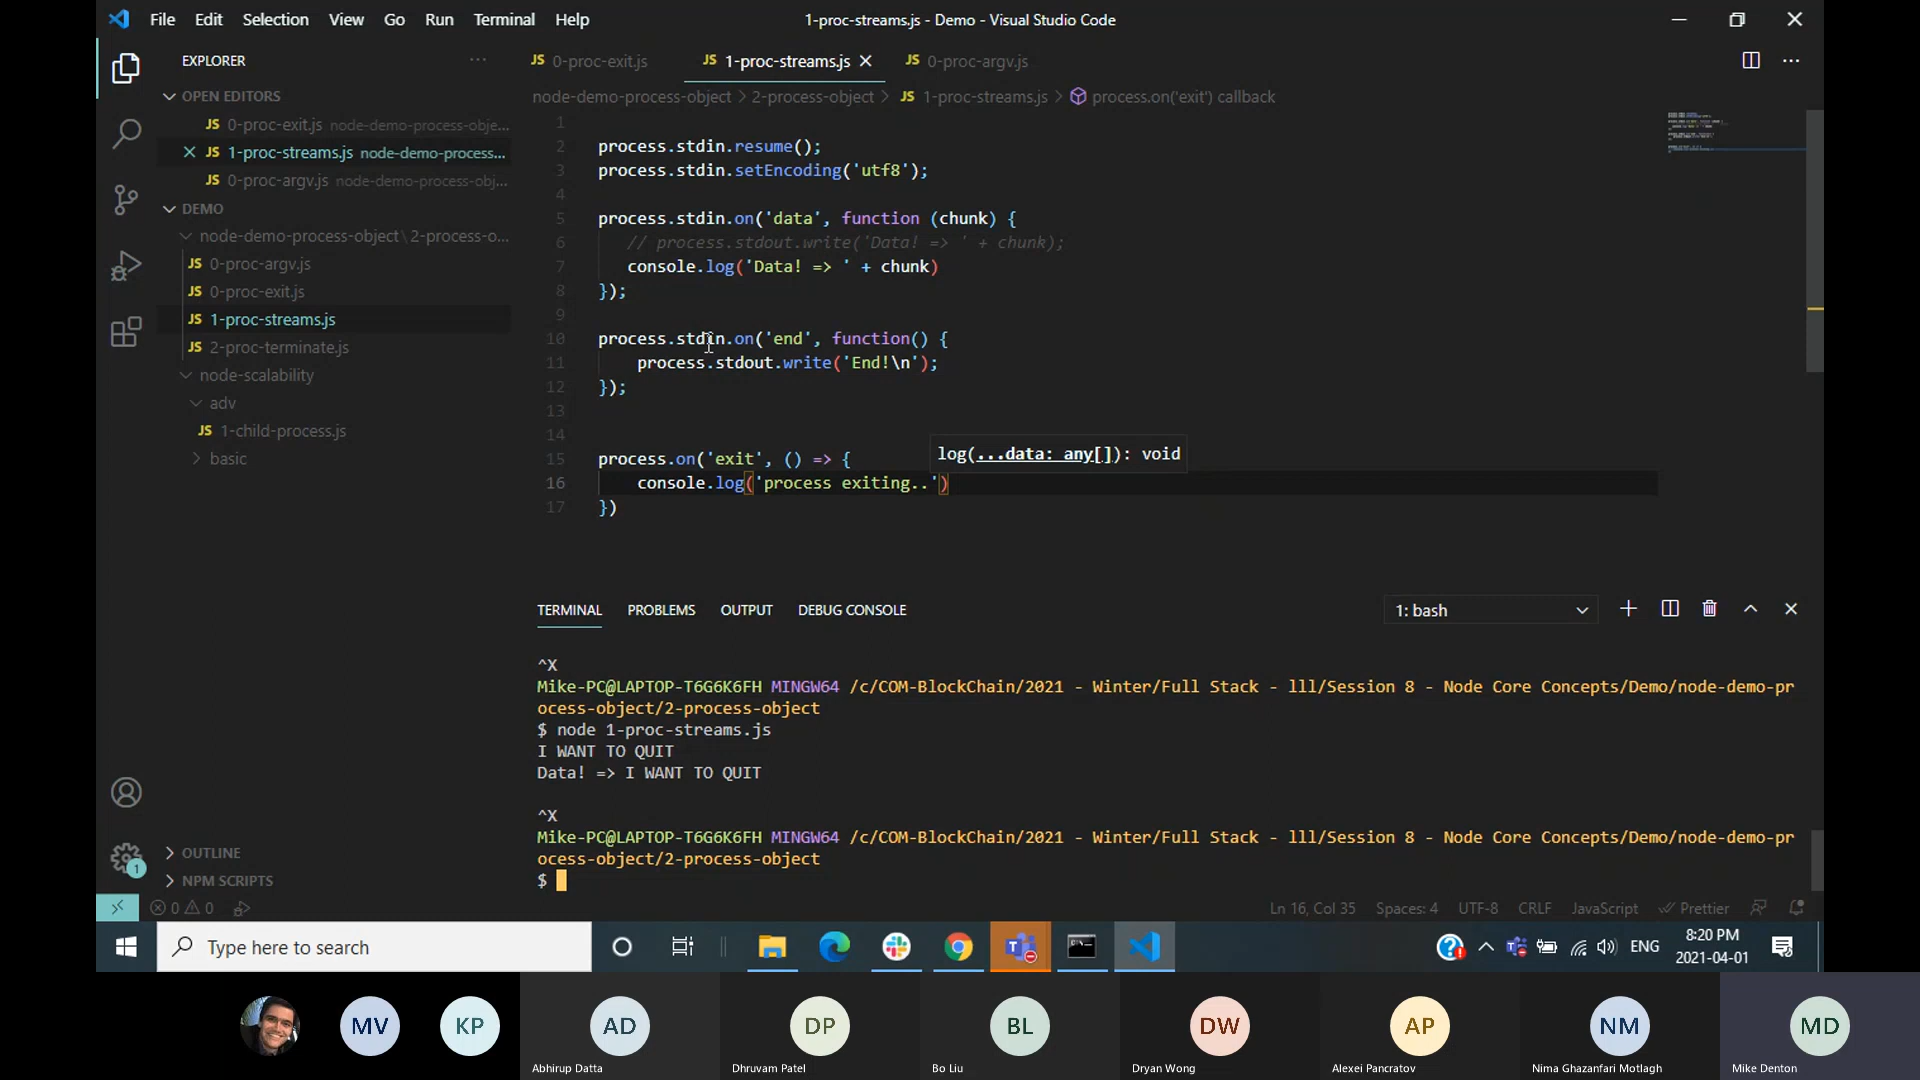 File Edit Selection View Go Run Terminal Help
1-proc-streams.js - Demo - Visual Studio Code
EXPLORER
OPEN EDITORS
JS 0-proc-exit.js node-demo-process-obje...
JS 1-proc-streams.js node-demo-process...
JS 0-proc-argv.js node-demo-process-obj...
DEMO
node-demo-process-object\2-process-o...
JS 0-proc-argv.js
JS 0-proc-exit.js
JS 1-proc-streams.js
JS 2-proc-terminate.js
node-scalability
adv
JS 1-child-process.js
basic
OUTLINE
NPM SCRIPTS
1
JS 0-proc-exit.js JS 1-proc-streams.js JS 0-proc-argv.js
node-demo-process-object > 2-process-object > JS 1-proc-streams.js > process.on('exit') callback
1
2 process.stdin.resume();
3 process.stdin.setEncoding('utf8');
4
5 process.stdin.on('data', function (chunk) {
6 // process.stdout.write('Data! => ' + chunk);
7 console.log('Data! => ' + chunk)
8 });
9
10 process.stdin.on('end', function() {
11 process.stdout.write('End!\n');
12 });
13
14
15 process.on('exit', () => {
log(...data: any[]): void
16 console.log('process exiting..')
17 })
TERMINAL PROBLEMS OUTPUT DEBUG CONSOLE
1: bash
^X
Mike-PC@LAPTOP-T6G6K6FH MINGW64 /c/COM-BlockChain/2021 - Winter/Full Stack - lll/Session 8 - Node Core Concepts/Demo/node-demo-pr
ocess-object/2-process-object
$ node 1-proc-streams.js
I WANT TO QUIT
Data! => I WANT TO QUIT
^X
Mike-PC@LAPTOP-T6G6K6FH MINGW64 /c/COM-BlockChain/2021 - Winter/Full Stack - lll/Session 8 - Node Core Concepts/Demo/node-demo-pr
ocess-object/2-process-object
$
0 0
Ln 16, Col 35 Spaces: 4 UTF-8 CRLF JavaScript Prettier
Type here to search
ENG
8:20 PM
2021-04-01
MV KP AD DP BL DW AP NM MD
Abhirup Datta Dhruvam Patel Bo Liu Dryan Wong Alexei Pancratov Nima Ghazanfari Motlagh Mike Denton